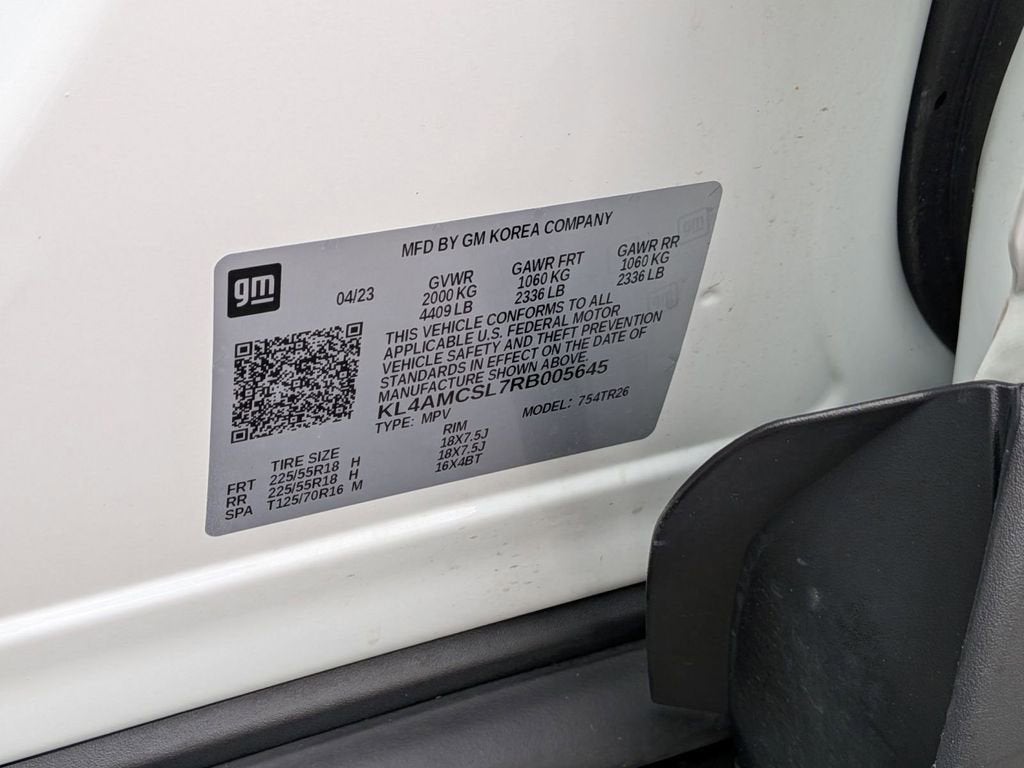 MFD BY GM KOREA COMPANY
gm
04/23
GVWR
2000 KG
4409 LB
GAWR FRT
1060 KG
2336 LB
GAWR RR
1060 KG
2336 LB
THIS VEHICLE CONFORMS TO ALL
APPLICABLE U.S. FEDERAL MOTOR
VEHICLE SAFETY AND THEFT PREVENTION
STANDARDS IN EFFECT ON THE DATE OF
MANUFACTURE SHOWN ABOVE.
KL4AMCSL7RB005645
TYPE: MPV MODEL: 754TR26
TIRE SIZE RIM
FRT 225/55R18 H 18X7.5J
RR 225/55R18 H 18X7.5J
SPA T125/70R16 M 16X4BT